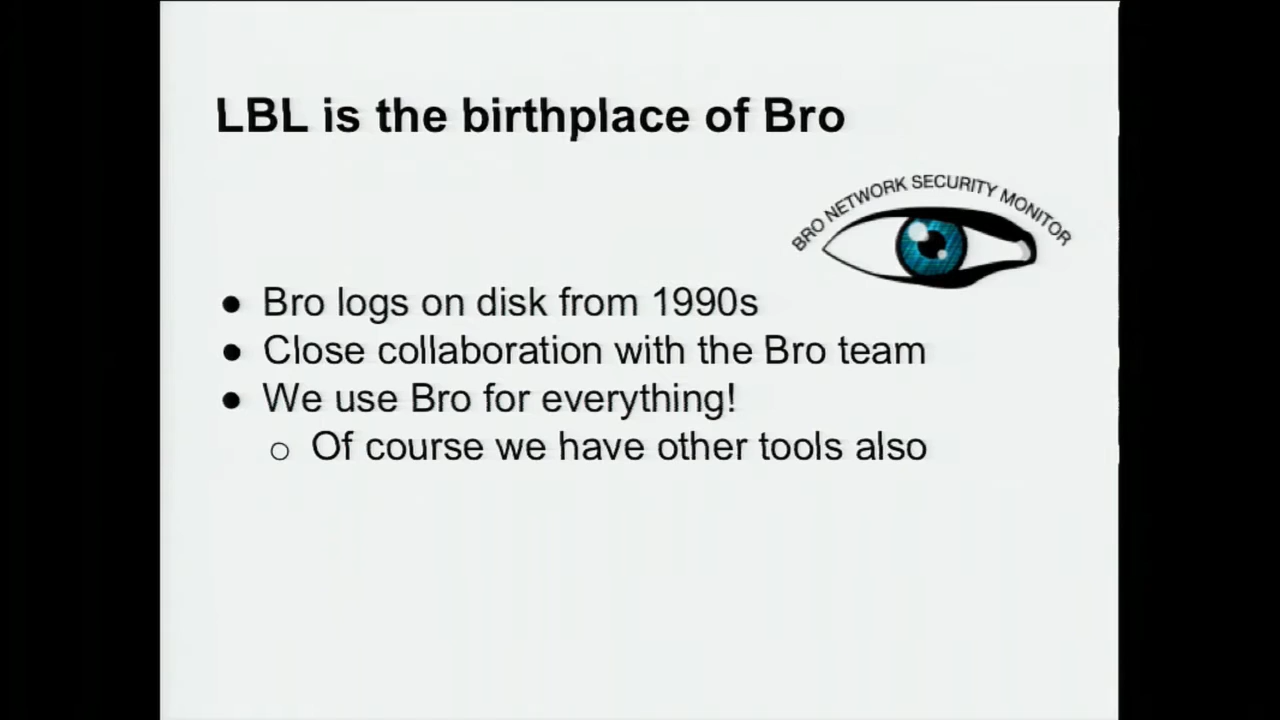 LBL is the birthplace of Bro
BRO NETWORK SECURITY MONITOR
● Bro logs on disk from 1990s
● Close collaboration with the Bro team
● We use Bro for everything!
○ Of course we have other tools also